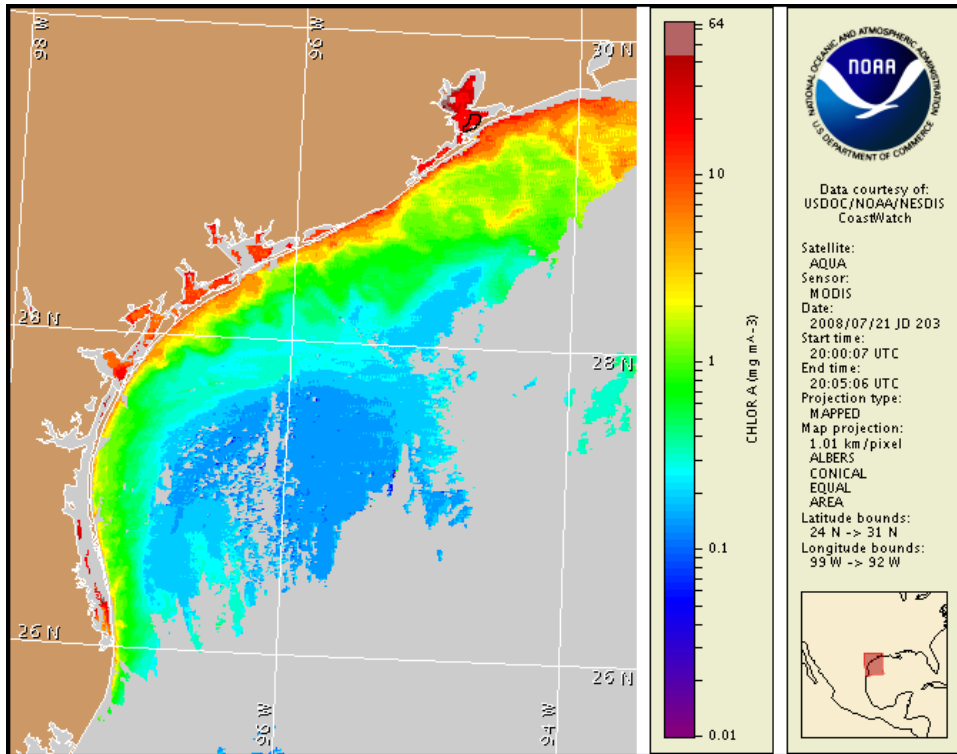 98 W
96 W
30 N
28 N
28 N
26 N
26 N
96 W
94 W
64
10
1
0.1
0.01
CHLOR A (mg m^-3)
NATIONAL OCEANIC AND ATMOSPHERIC ADMINISTRATION
NOAA
U.S. DEPARTMENT OF COMMERCE
Data courtesy of:
USDOC/NOAA/NESDIS
CoastWatch
Satellite:
AQUA
Sensor:
MODIS
Date:
2008/07/21 JD 203
Start time:
20:00:07 UTC
End time:
20:05:06 UTC
Projection type:
MAPPED
Map projection:
1.01 km/pixel
ALBERS
CONICAL
EQUAL
AREA
Latitude bounds:
24 N -> 31 N
Longitude bounds:
99 W -> 92 W